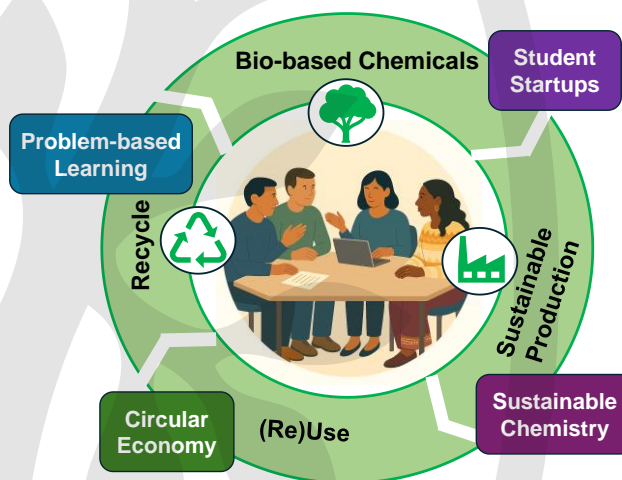 Bio-based Chemicals
Student
Startups
Problem-based
Learning
Recycle
Sustainable
Production
Circular
Economy
(Re)Use
Sustainable
Chemistry